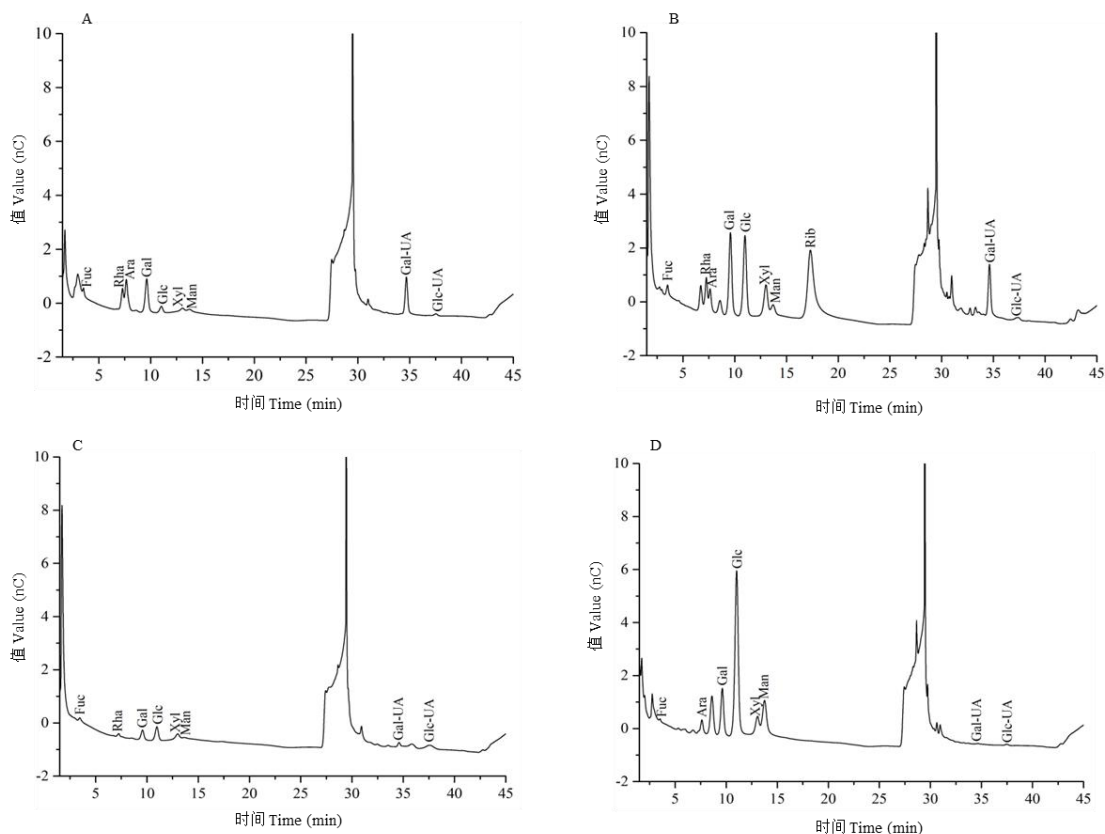 A
10
8
6
4
2
0
-2
值 Value (nC)
Fuc
Rha
Ara
Gal
Glc
Xyl
Man
Gal-UA
Glc-UA
5 10 15 20 25 30 35 40 45
时间 Time (min)
B
10
8
6
4
2
0
-2
值 Value (nC)
Fuc
Rha
Ara
Gal
Glc
Xyl
Man
Rib
Gal-UA
Glc-UA
5 10 15 20 25 30 35 40 45
时间 Time (min)
C
10
8
6
4
2
0
-2
值 Value (nC)
Fuc
Rha
Gal
Glc
Xyl
Man
Gal-UA
Glc-UA
5 10 15 20 25 30 35 40 45
时间 Time (min)
D
10
8
6
4
2
0
-2
值 Value (nC)
Fuc
Ara
Gal
Glc
Xyl
Man
Gal-UA
Glc-UA
5 10 15 20 25 30 35 40 45
时间 Time (min)